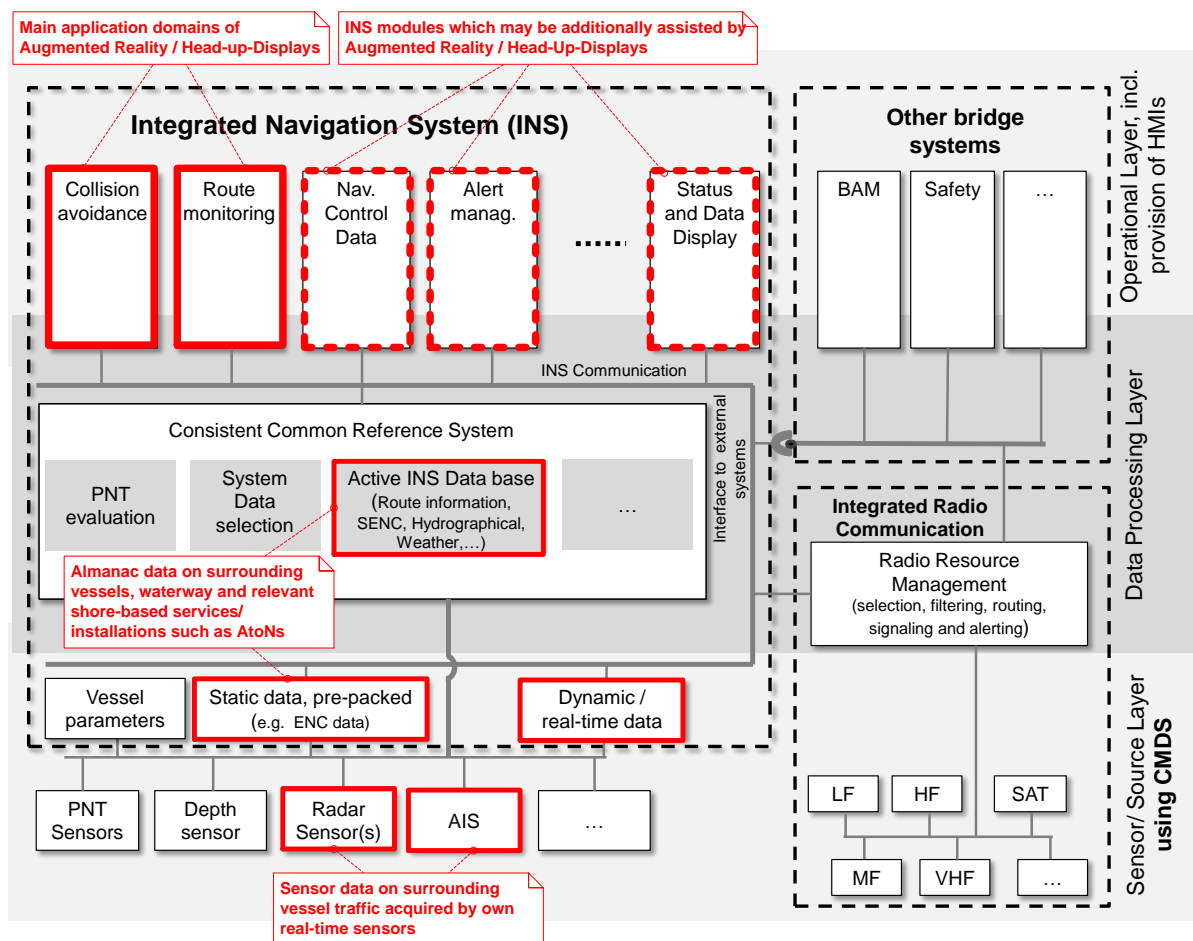 Main application domains of
Augmented Reality / Head-up-Displays
INS modules which may be additionally assisted by
Augmented Reality / Head-Up-Displays
Integrated Navigation System (INS)
Other bridge
systems
Collision
avoidance
Route
monitoring
Nav.
Control
Data
Alert
manag.
......
Status
and Data
Display
BAM
Safety
…
Operational Layer, incl.
provision of HMIs
INS Communication
Interface to external
systems
Consistent Common Reference System
PNT
evaluation
System
Data
selection
Active INS Data base
(Route information,
SENC, Hydrographical,
Weather,…)
…
Data Processing Layer
Integrated Radio
Communication
Radio Resource
Management
(selection, filtering, routing,
signaling and alerting)
Almanac data on surrounding
vessels, waterway and relevant
shore-based services/
installations such as AtoNs
Vessel
parameters
Static data, pre-packed
(e.g. ENC data)
Dynamic /
real-time data
PNT
Sensors
Depth
sensor
Radar
Sensor(s)
AIS
…
LF
HF
SAT
MF
VHF
…
Sensor/ Source Layer
using CMDS
Sensor data on surrounding
vessel traffic acquired by own
real-time sensors